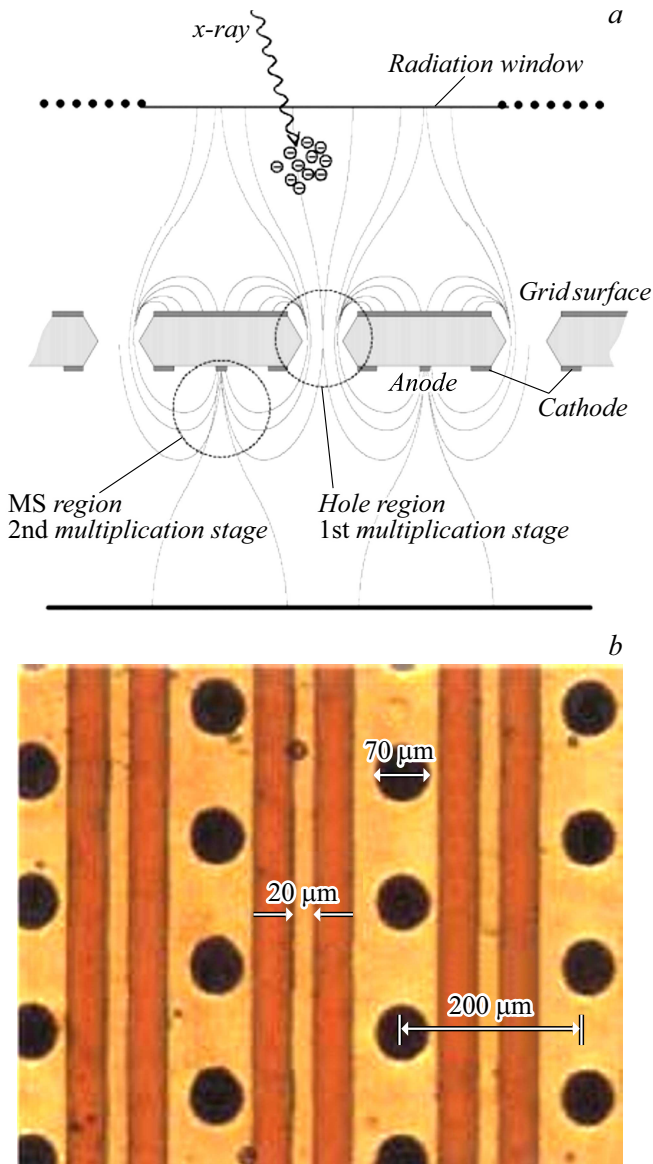 a
x-ray
Radiation window
Grid surface
Anode
Cathode
MS region
2nd multiplication stage
Hole region
1st multiplication stage
b
70 μm
20 μm
200 μm